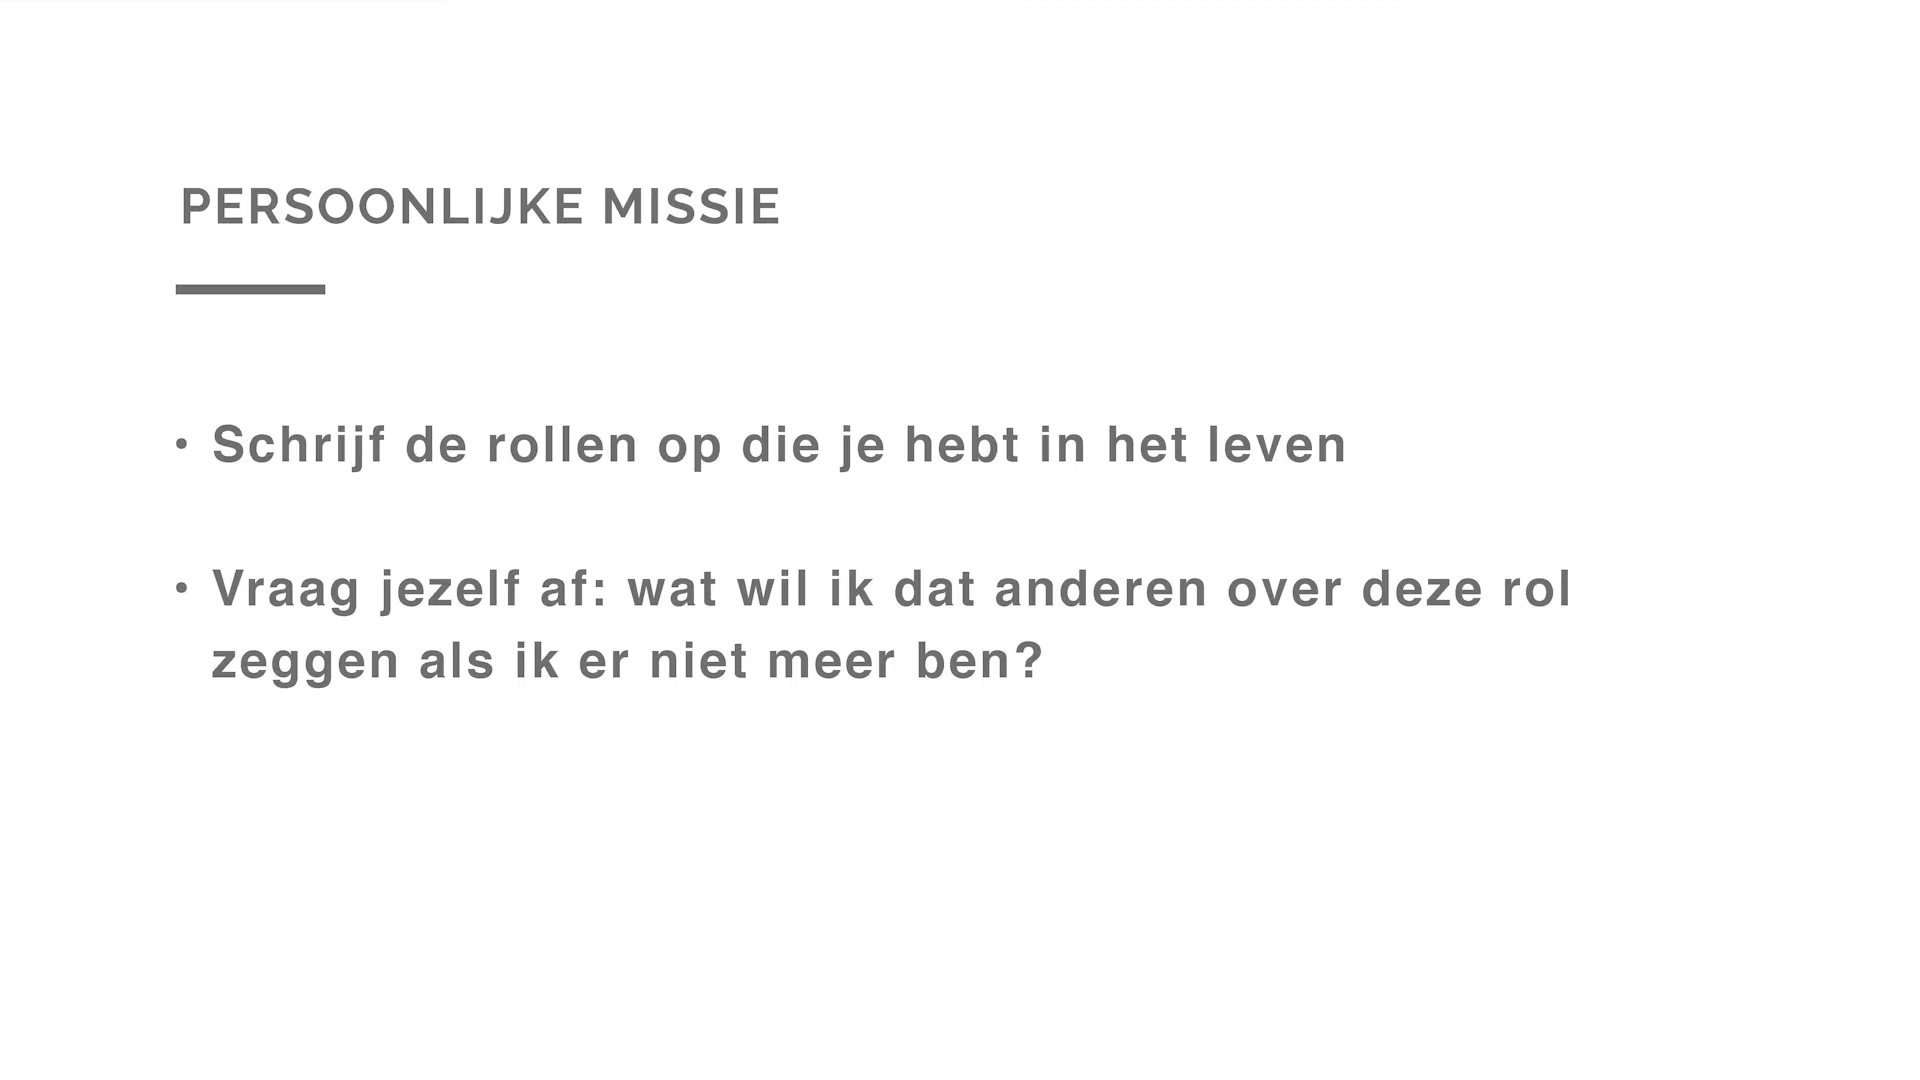 PERSOONLIJKE MISSIE
• Schrijf de rollen op die je hebt in het leven
• Vraag jezelf af: wat wil ik dat anderen over deze rol
zeggen als ik er niet meer ben?